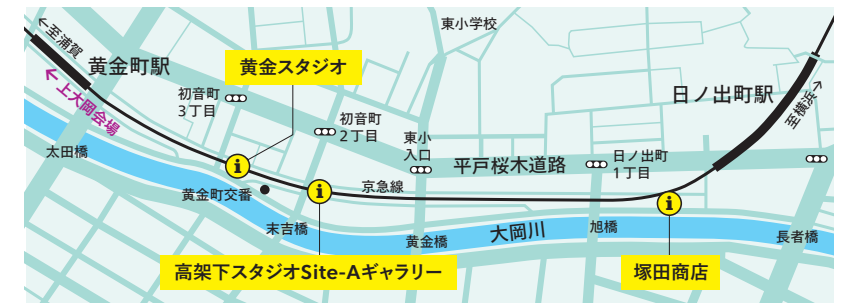 ←至浦賀
黄金町駅
←上大岡会場
太田橋
初音町
3丁目
黄金スタジオ
初音町
2丁目
東小学校
東小
入口
平戸桜木道路
日ノ出町
1丁目
日ノ出町駅
至横浜→
京急線
黄金町交番
末吉橋
黄金橋
大岡川
旭橋
長者橋
高架下スタジオSite-Aギャラリー
塚田商店